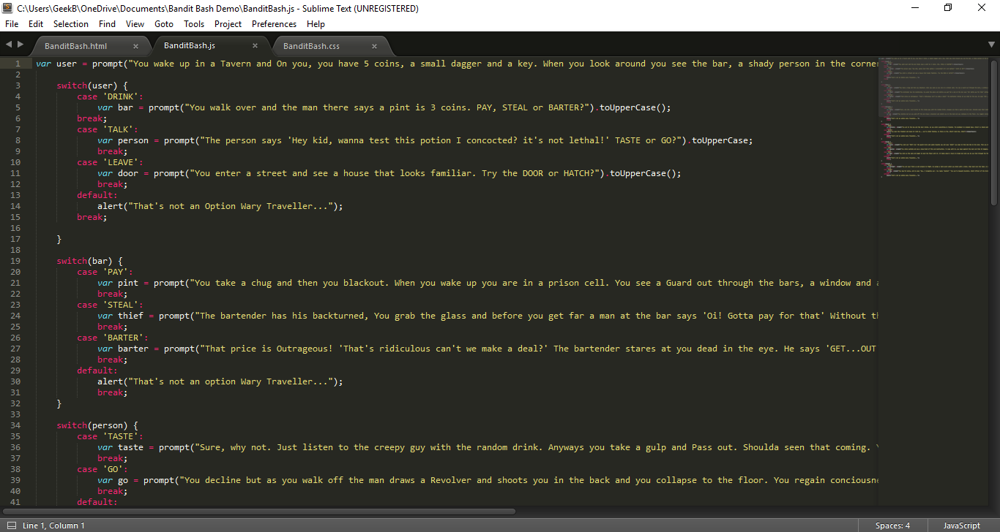 C:\Users\GeekB\OneDrive\Documents\Bandit Bash Demo\BanditBash.js - Sublime Text (UNREGISTERED)
File Edit Selection Find View Goto Tools Project Preferences Help
BanditBash.html × BanditBash.js × BanditBash.css ×
1 var user = prompt("You wake up in a Tavern and On you, you have 5 coins, a small dagger and a key. When you look around you see the bar, a shady person in the corner
2
3 switch(user) {
4 case 'DRINK':
5 var bar = prompt("You walk over and the man there says a pint is 3 coins. PAY, STEAL or BARTER?").toUpperCase();
6 break;
7 case 'TALK':
8 var person = prompt("The person says 'Hey kid, wanna test this potion I concocted? it's not lethal!' TASTE or GO?").toUpperCase;
9 break;
10 case 'LEAVE':
11 var door = prompt("You enter a street and see a house that looks familiar. Try the DOOR or HATCH?").toUpperCase();
12 break;
13 default:
14 alert("That's not an Option Wary Traveller...");
15 break;
16
17 }
18
19 switch(bar) {
20 case 'PAY':
21 var pint = prompt("You take a chug and then you blackout. When you wake up you are in a prison cell. You see a Guard out through the bars, a window and
22 break;
23 case 'STEAL':
24 var thief = prompt("The bartender has his backturned, You grab the glass and before you get far a man at the bar says 'Oi! Gotta pay for that' Without
25 break;
26 case 'BARTER':
27 var barter = prompt("That price is Outrageous! 'That's ridiculous can't we make a deal?' The bartender stares at you dead in the eye. He says 'GET...OUT
28 break;
29 default:
30 alert("That's not an option Wary Traveller...");
31 break;
32 }
33
34 switch(person) {
35 case 'TASTE':
36 var taste = prompt("Sure, why not. Just listen to the creepy guy with the random drink. Anyways you take a gulp and Pass out. Shoulda seen that coming.
37 break;
38 case 'GO':
39 var go = prompt("You decline but as you walk off the man draws a Revolver and shoots you in the back and you collapse to the floor. You regain conciousne
40 break;
41 default:
Line 1, Column 1 Spaces: 4 JavaScript